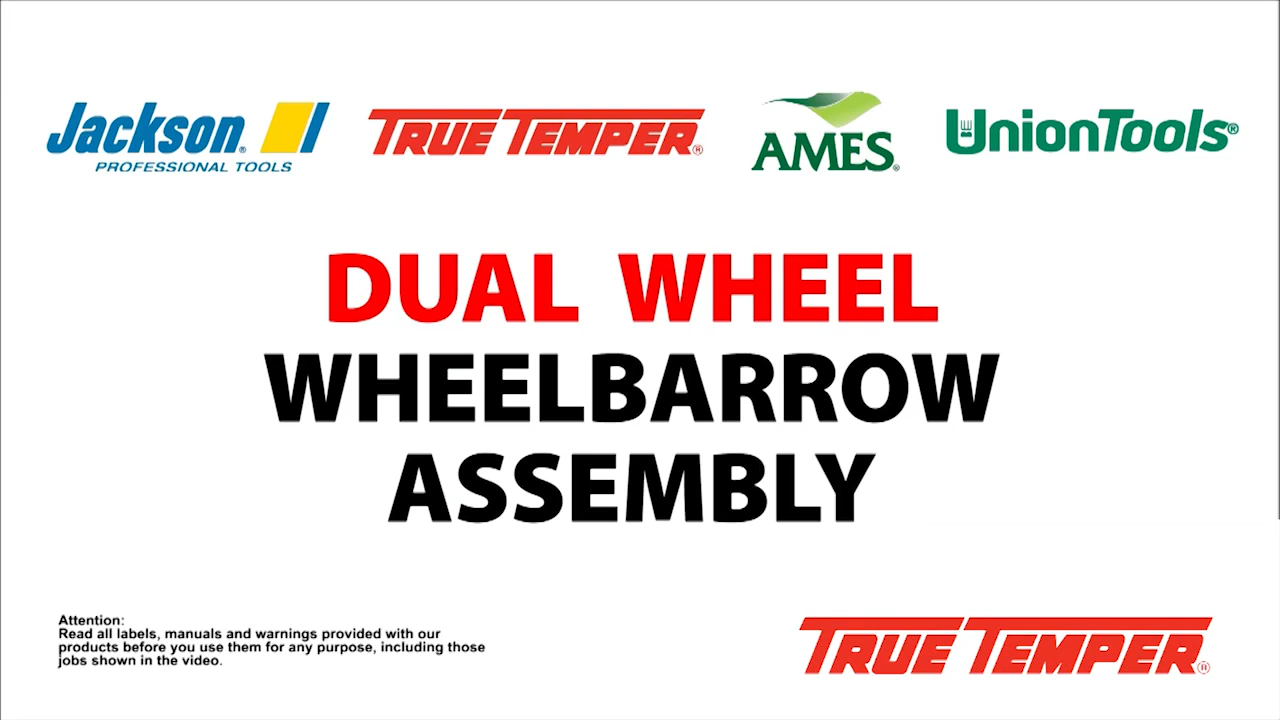 Jackson® TRUE TEMPER® AMES® UnionTools®
PROFESSIONAL TOOLS
DUAL WHEEL
WHEELBARROW
ASSEMBLY
Attention:
Read all labels, manuals and warnings provided with our
products before you use them for any purpose, including those
jobs shown in the video.
TRUE TEMPER®